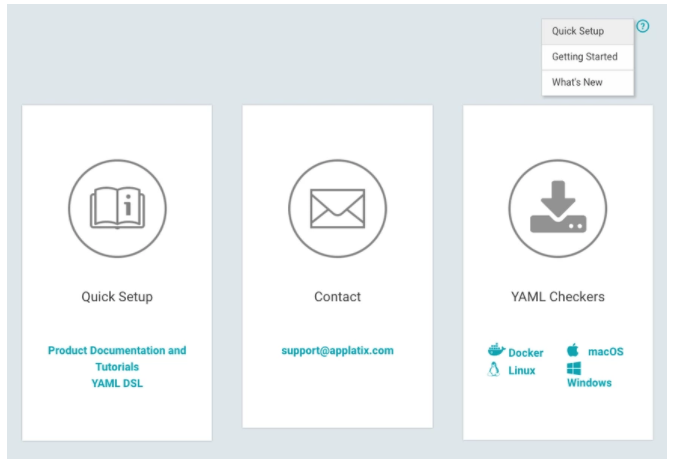 Quick Setup
?
Getting Started
What's New
i
Quick Setup
Contact
YAML Checkers
Product Documentation and
Tutorials
YAML DSL
support@applatix.com
Docker
macOS
Linux
Windows